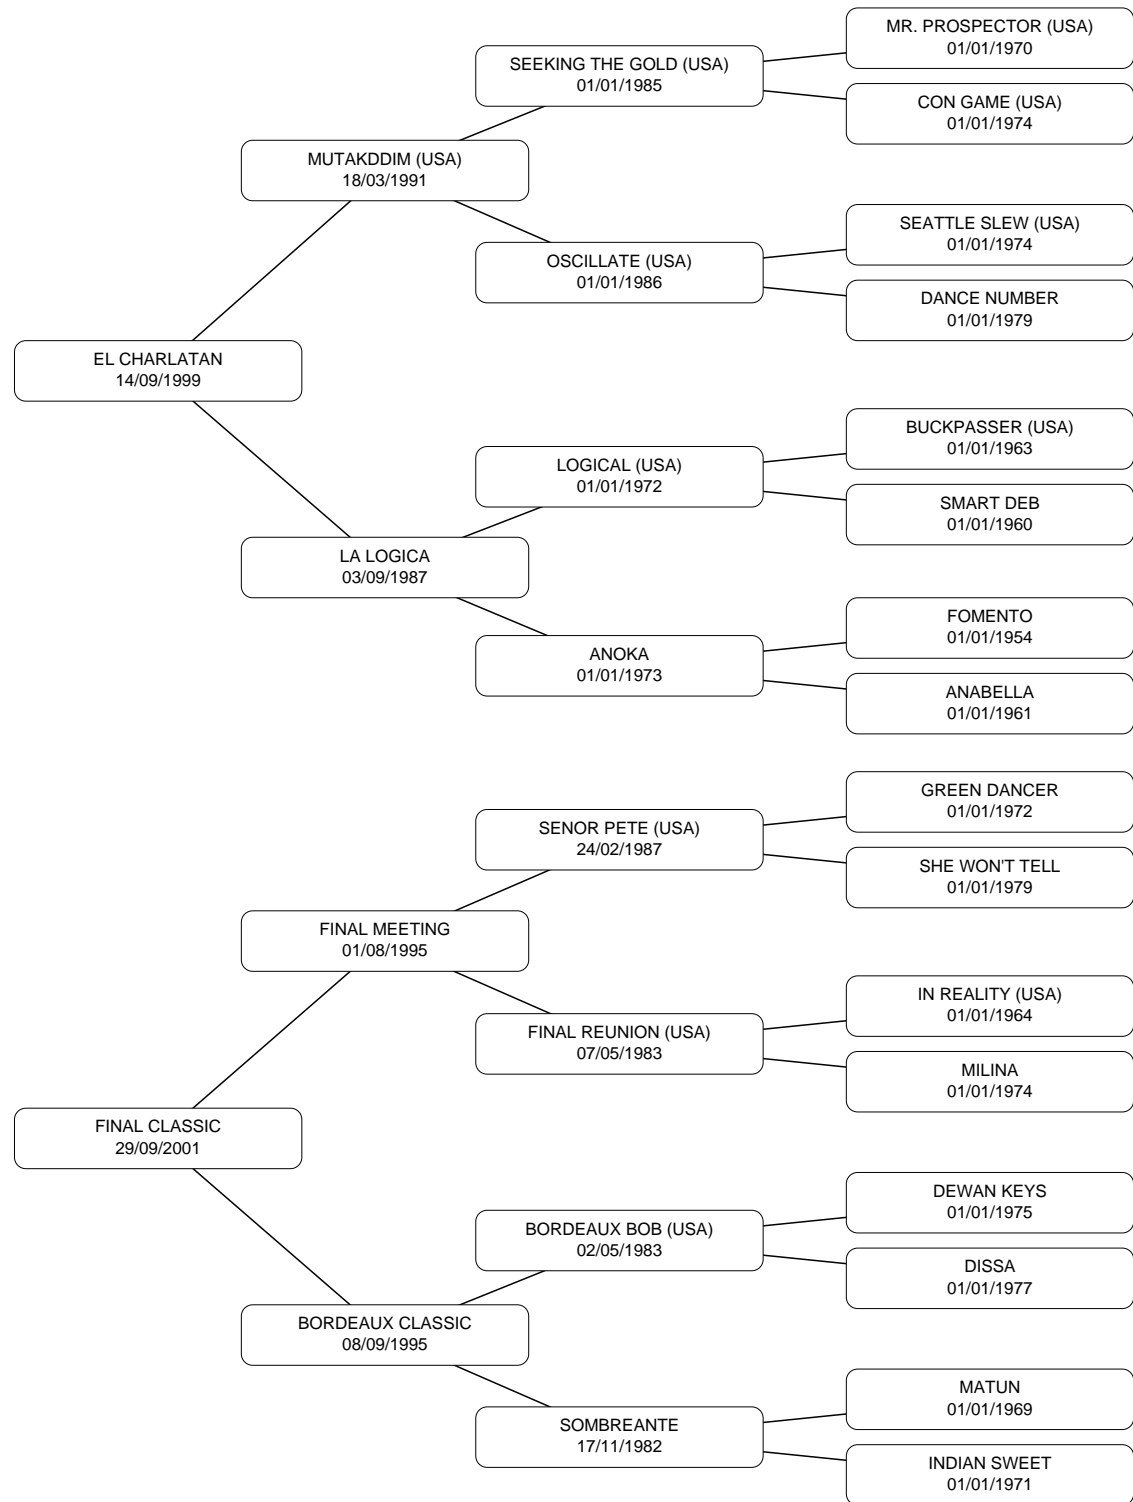 MR. PROSPECTOR (USA)
01/01/1970
SEEKING THE GOLD (USA)
01/01/1985
CON GAME (USA)
01/01/1974
MUTAKDDIM (USA)
18/03/1991
SEATTLE SLEW (USA)
01/01/1974
OSCILLATE (USA)
01/01/1986
DANCE NUMBER
01/01/1979
EL CHARLATAN
14/09/1999
BUCKPASSER (USA)
01/01/1963
LOGICAL (USA)
01/01/1972
SMART DEB
01/01/1960
LA LOGICA
03/09/1987
FOMENTO
01/01/1954
ANOKA
01/01/1973
ANABELLA
01/01/1961
GREEN DANCER
01/01/1972
SENOR PETE (USA)
24/02/1987
SHE WON'T TELL
01/01/1979
FINAL MEETING
01/08/1995
IN REALITY (USA)
01/01/1964
FINAL REUNION (USA)
07/05/1983
MILINA
01/01/1974
FINAL CLASSIC
29/09/2001
DEWAN KEYS
01/01/1975
BORDEAUX BOB (USA)
02/05/1983
DISSA
01/01/1977
BORDEAUX CLASSIC
08/09/1995
MATUN
01/01/1969
SOMBREANTE
17/11/1982
INDIAN SWEET
01/01/1971